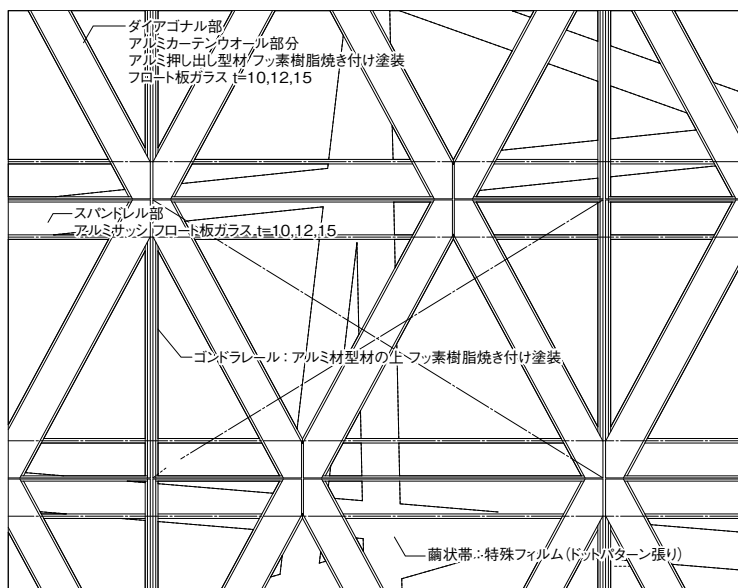 ダイアゴナル部
アルミカーテンウオール部分
アルミ押し出し型材 フッ素樹脂焼き付け塗装
フロート板ガラス t=10,12,15
スパンドレル部
アルミサッシ フロート板ガラス t=10,12,15
ゴンドラレール：アルミ材型材の上 フッ素樹脂焼き付け塗装
繭状帯：特殊フィルム（ドットパターン張り）